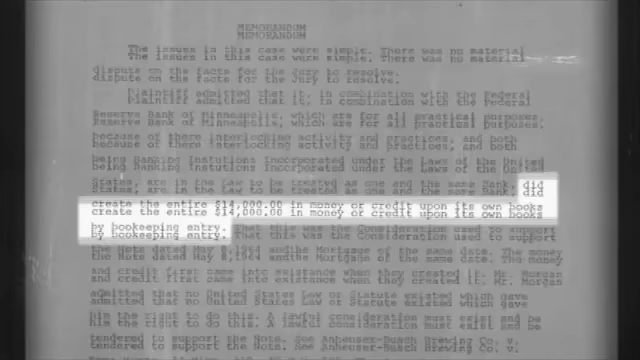 MEMORANDUM
The issues in this case were simple. There was no material
dispute on the facts for the Jury to resolve.
Plaintiff admitted that it, in combination with the Federal
Reserve Bank of Minneapolis, which are for all practical purposes,
because of there interlocking activity and practices, and both
being Banking Instutions Incorporated under the Laws of the United
States, are in the Law to be treated as one and the same Bank, did
create the entire $14,000.00 in money or credit upon its own books
by bookeeping entry. That this was the Consideration used to support
the Note dated May 8,1964 andthe Mortgage of the same date. The money
and credit first came into existance when they created it. Mr. Morgan
admitted that no United States Law or Statute existed which gave
him the right to do this. A lawful consideration must exist and be
tendered to support the Note. See Anheuser-Busch Brewing Co. v.